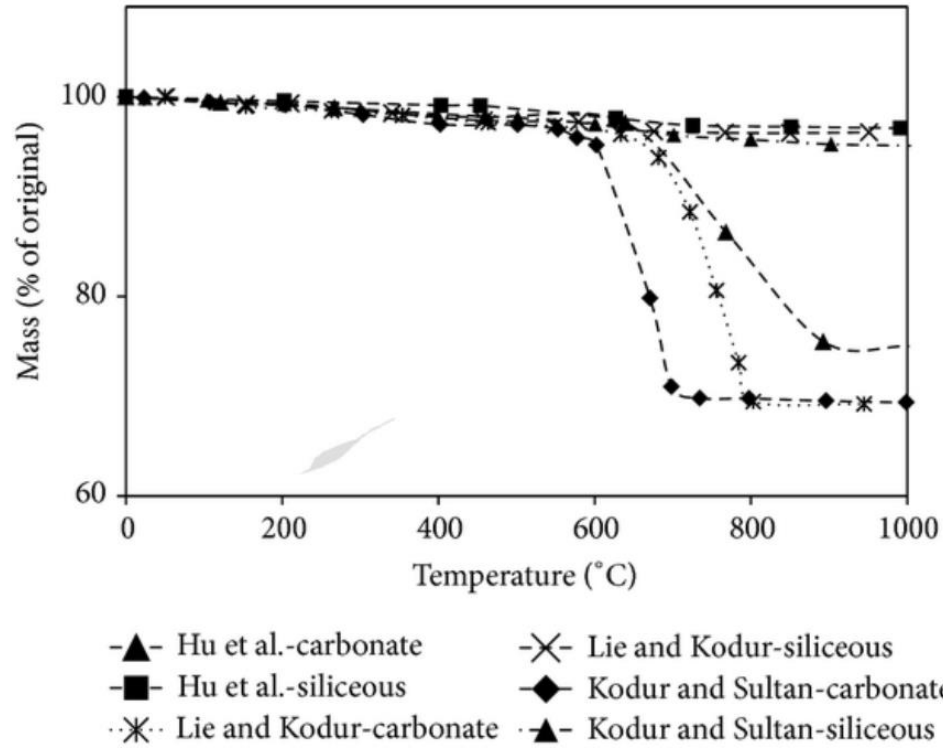 Mass (% of original)
100
80
60
0 200 400 600 800 1000
Temperature (°C)
Hu et al.-carbonate
Hu et al.-siliceous
Lie and Kodur-carbonate
Lie and Kodur-siliceous
Kodur and Sultan-carbonate
Kodur and Sultan-siliceous